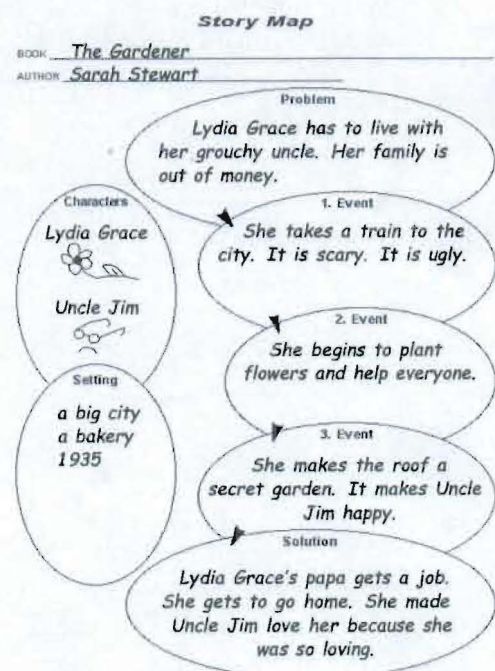 Story Map
BOOK The Gardener
AUTHOR Sarah Stewart
Problem
Lydia Grace has to live with
her grouchy uncle. Her family is
out of money.
Characters
Lydia Grace
Uncle Jim
Setting
a big city
a bakery
1935
1. Event
She takes a train to the
city. It is scary. It is ugly.
2. Event
She begins to plant
flowers and help everyone.
3. Event
She makes the roof a
secret garden. It makes Uncle
Jim happy.
Solution
Lydia Grace's papa gets a job.
She gets to go home. She made
Uncle Jim love her because she
was so loving.